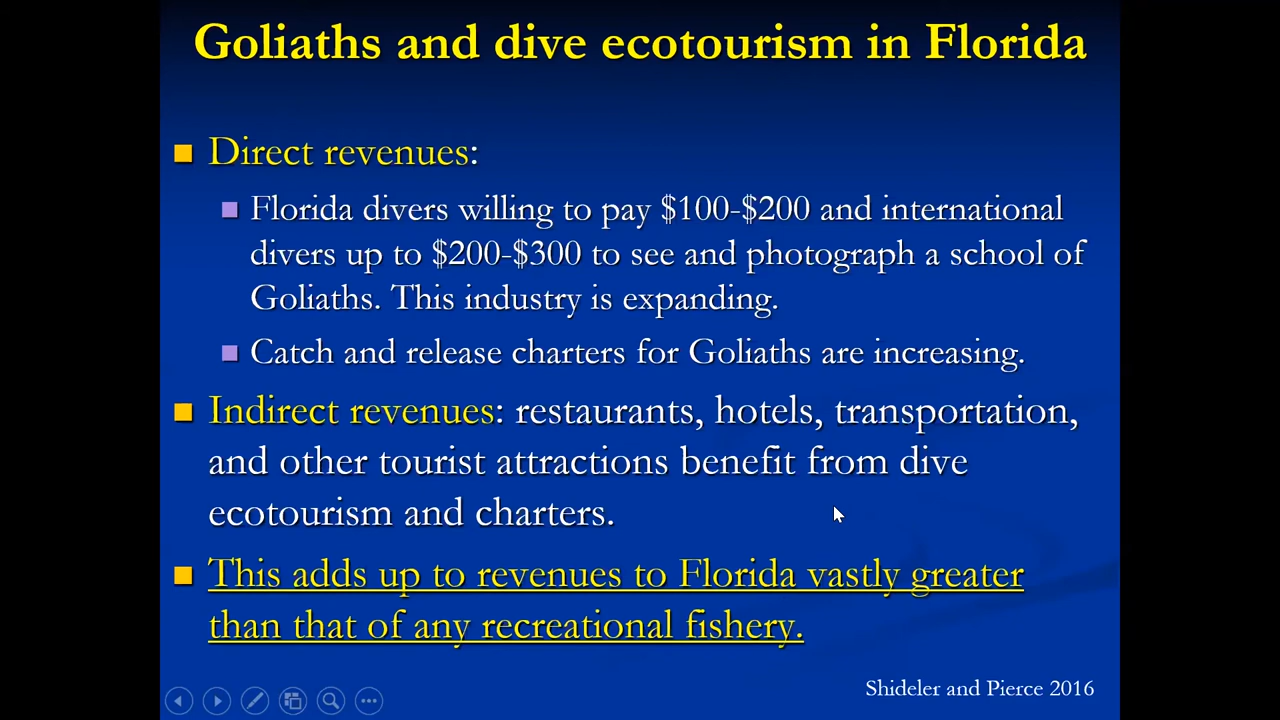 Goliaths and dive ecotourism in Florida
Direct revenues:
Florida divers willing to pay $100-$200 and international
divers up to $200-$300 to see and photograph a school of
Goliaths. This industry is expanding.
Catch and release charters for Goliaths are increasing.
Indirect revenues: restaurants, hotels, transportation,
and other tourist attractions benefit from dive
ecotourism and charters.
This adds up to revenues to Florida vastly greater
than that of any recreational fishery.
Shideler and Pierce 2016